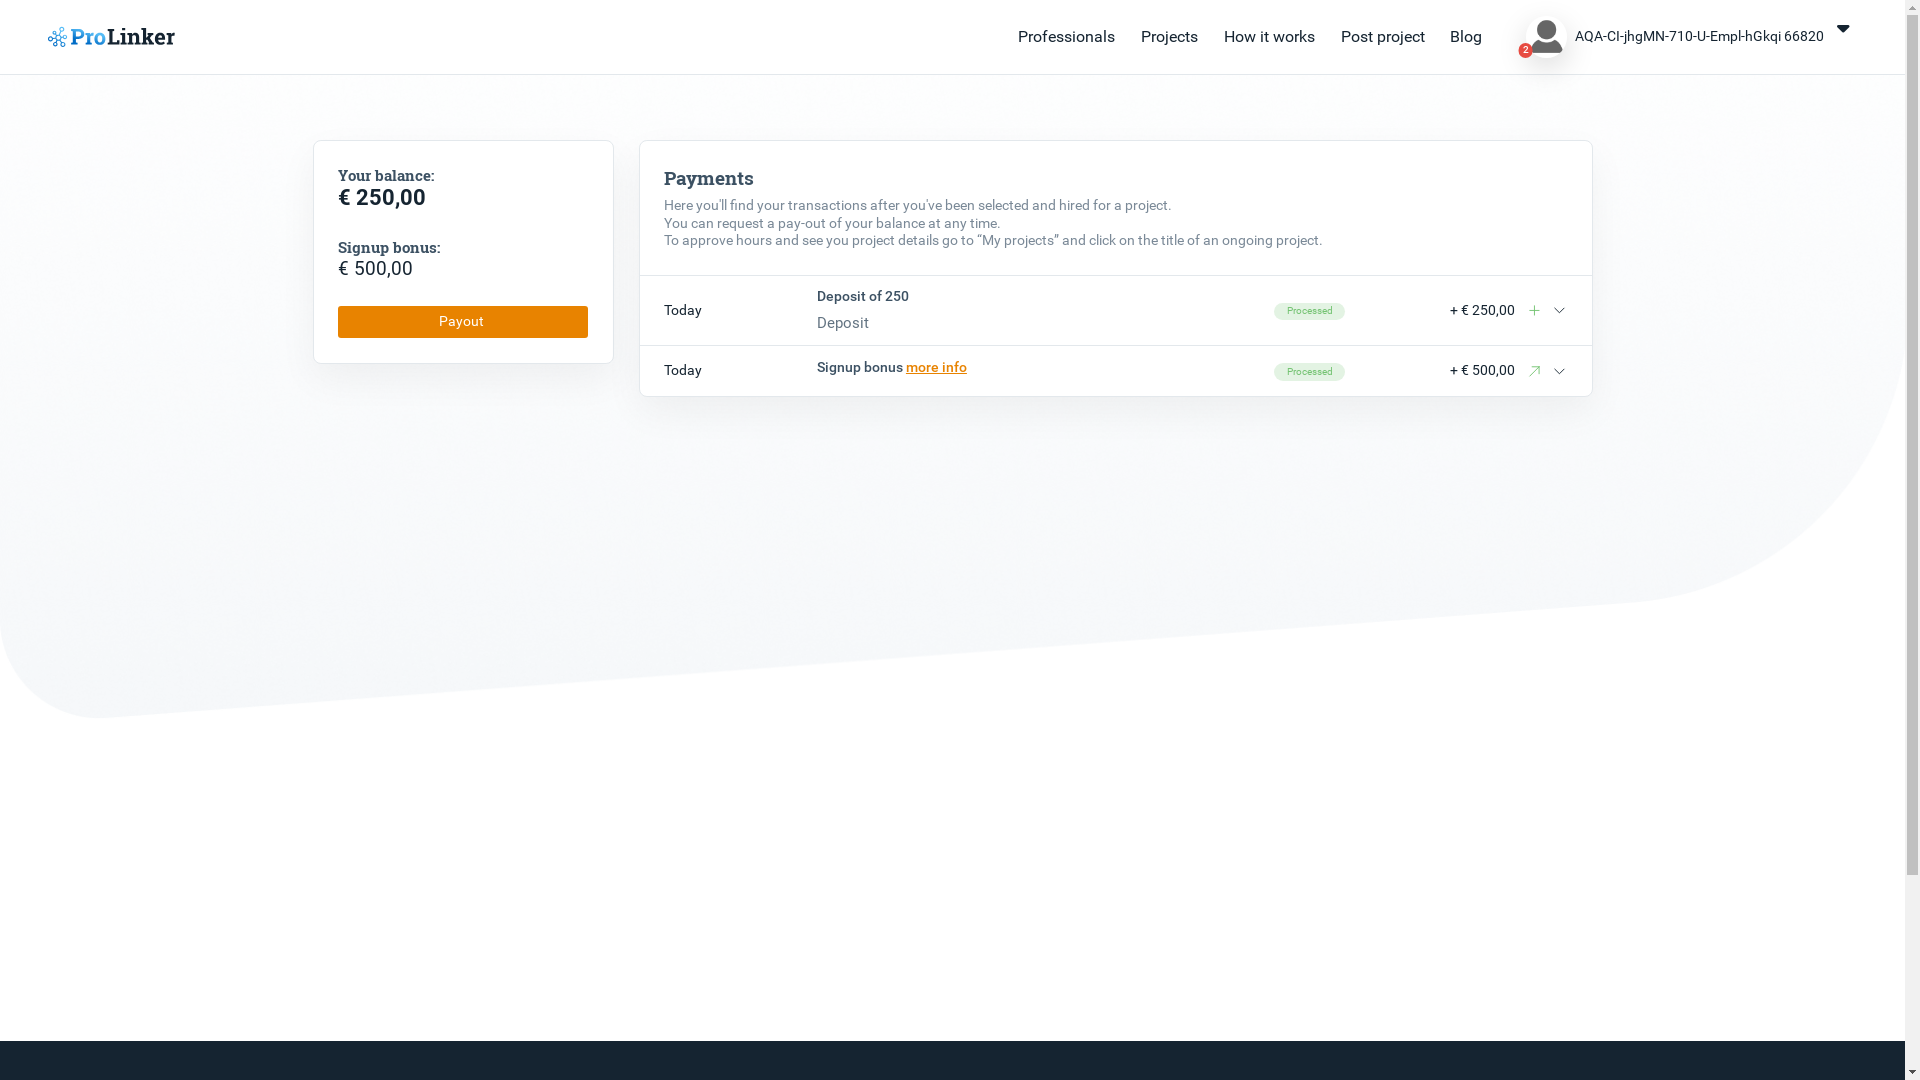 ProLinker
Professionals
Projects
How it works
Post project
Blog
2
AQA-CI-jhgMN-710-U-Empl-hGkqi 66820
Your balance:
€ 250,00
Signup bonus:
€ 500,00
Payout
Payments
Here you'll find your transactions after you've been selected and hired for a project.
You can request a pay-out of your balance at any time.
To approve hours and see you project details go to “My projects” and click on the title of an ongoing project.
Today
Deposit of 250
Deposit
Processed
+ € 250,00
Today
Signup bonus more info
Processed
+ € 500,00